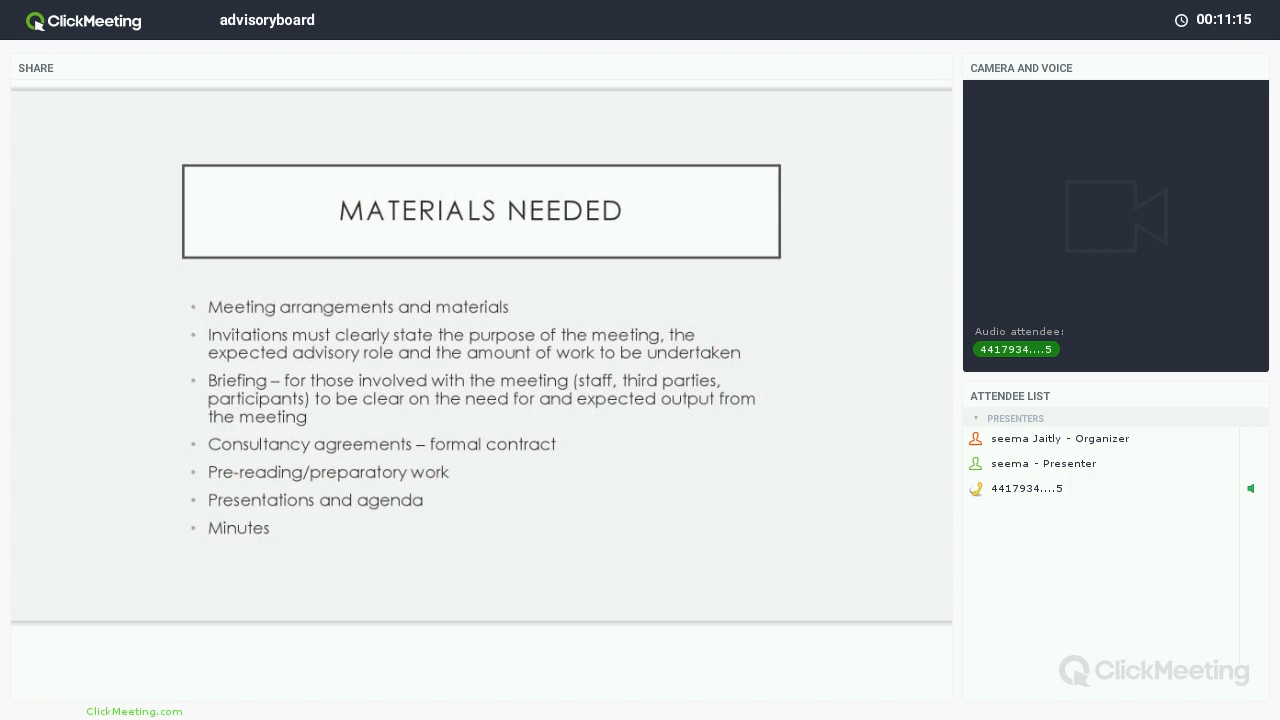 ClickMeeting advisoryboard 00:11:15
SHARE
MATERIALS NEEDED
• Meeting arrangements and materials
• Invitations must clearly state the purpose of the meeting, the
expected advisory role and the amount of work to be undertaken
• Briefing – for those involved with the meeting (staff, third parties,
participants) to be clear on the need for and expected output from
the meeting
• Consultancy agreements – formal contract
• Pre-reading/preparatory work
• Presentations and agenda
• Minutes
CAMERA AND VOICE
Audio attendee:
4417934....5
ATTENDEE LIST
PRESENTERS
seema Jaitly - Organizer
seema - Presenter
4417934....5
ClickMeeting
ClickMeeting.com